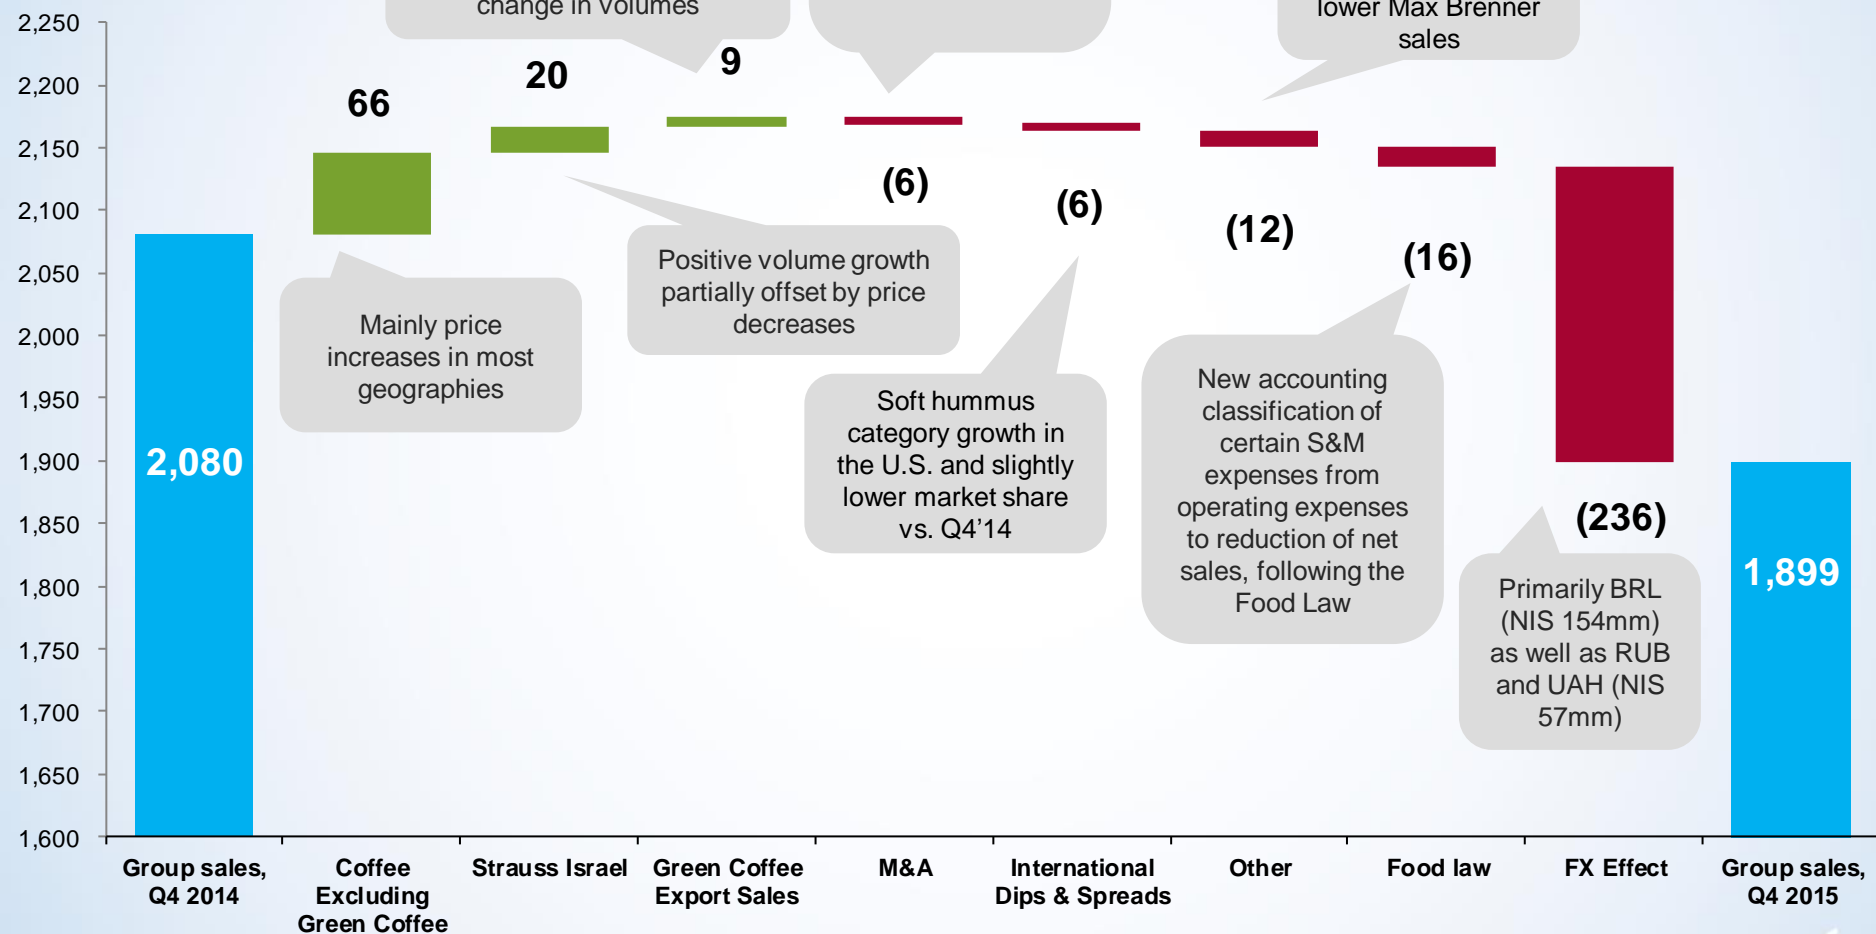 change in volumes
lower Max Brenner
sales
2,250
2,200
2,150
2,100
2,050
2,000
1,950
1,900
1,850
1,800
1,750
1,700
1,650
1,600
2,080
66
20
9
(6)
(6)
(12)
(16)
(236)
1,899
Mainly price
increases in most
geographies
Positive volume growth
partially offset by price
decreases
Soft hummus
category growth in
the U.S. and slightly
lower market share
vs. Q4’14
New accounting
classification of
certain S&M
expenses from
operating expenses
to reduction of net
sales, following the
Food Law
Primarily BRL
(NIS 154mm)
as well as RUB
and UAH (NIS
57mm)
Group sales,
Q4 2014
Coffee
Excluding
Green Coffee
Strauss Israel
Green Coffee
Export Sales
M&A
International
Dips & Spreads
Other
Food law
FX Effect
Group sales,
Q4 2015